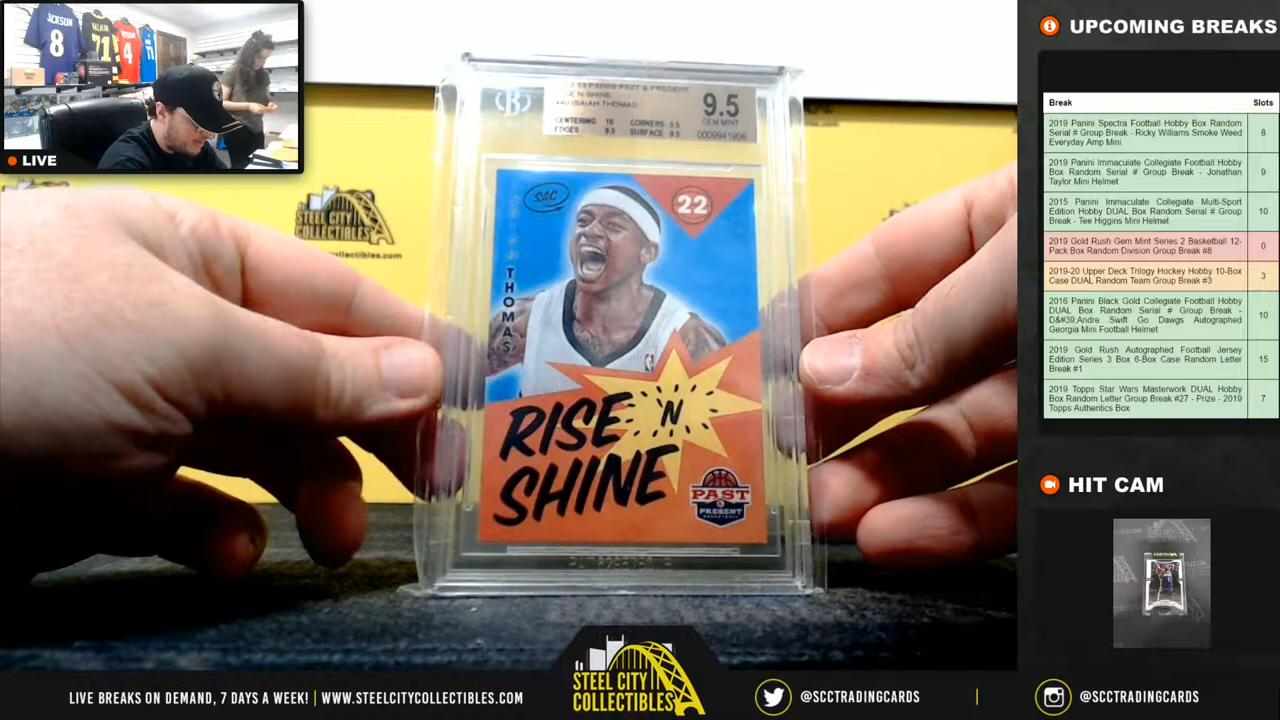 JACKSON
8
71
4
LIVE
PANINI PAST & PRESENT
ISAIAH THOMAS
CENTERING 10 CORNERS 9.5
EDGES 9.5 SURFACE 9.5
9.5
GEM MINT
0009941906
SAC
22
THOMAS
RISE 'N
SHINE
PAST
&
PRESENT
BASKETBALL
STEEL CITY
COLLECTIBLES
UPCOMING BREAKS
Break Slots
2019 Panini Spectra Football Hobby Box Random
Serial # Group Break - Ricky Williams Smoke Weed
Everyday Amp Mini
8
2019 Panini Immaculate Collegiate Football Hobby
Box Random Serial # Group Break - Jonathan
Taylor Mini Helmet
9
2015 Panini Immaculate Collegiate Multi-Sport
Edition Hobby DUAL Box Random Serial # Group
Break - Tee Higgins Mini Helmet
10
2019 Gold Rush Gem Mint Series 2 Basketball 12-
Pack Box Random Division Group Break #8
0
2019-20 Upper Deck Trilogy Hockey Hobby 10-Box
Case DUAL Random Team Group Break #3
3
2016 Panini Black Gold Collegiate Football Hobby
DUAL Box Random Serial # Group Break -
D&#39;Andre Swift Go Dawgs Autographed
Georgia Mini Football Helmet
10
2019 Gold Rush Autographed Football Jersey
Edition Series 3 Box 6-Box Case Random Letter
Break #1
15
2019 Topps Star Wars Masterwork DUAL Hobby
Box Random Letter Group Break #27 - Prize - 2019
Topps Authentics Box
7
HIT CAM
LIVE BREAKS ON DEMAND, 7 DAYS A WEEK! | WWW.STEELCITYCOLLECTIBLES.COM
STEEL CITY
COLLECTIBLES
@SCCTRADINGCARDS | @SCCTRADINGCARDS